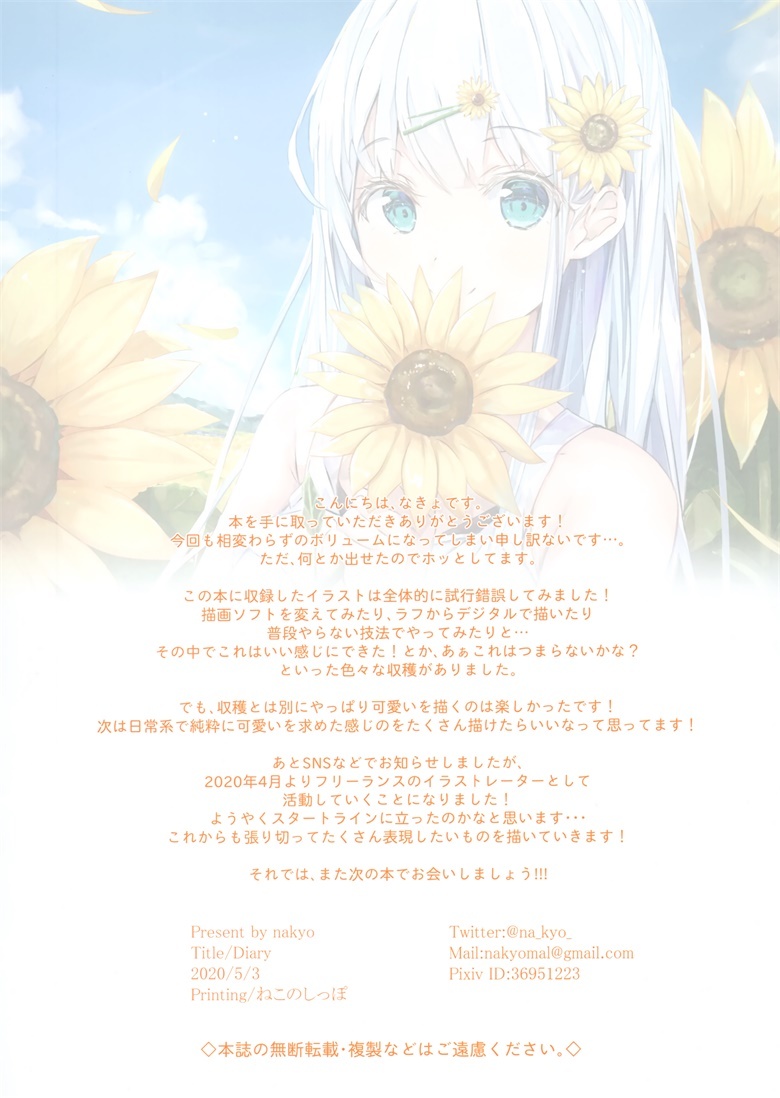 こんにちは、なきょです。
本を手に取っていただきありがとうございます！
今回も相変わらずのボリュームになってしまい申し訳ないです…。
ただ、何とか出せたのでホッとしてます。
この本に収録したイラストは全体的に試行錯誤してみました！
描画ソフトを変えてみたり、ラフからデジタルで描いたり
普段やらない技法でやってみたりと…
その中でこれはいい感じにできた！とか、あぁこれはつまらないかな？
といった色々な収穫がありました。
でも、収穫とは別にやっぱり可愛いを描くのは楽しかったです！
次は日常系で純粋に可愛いを求めた感じのをたくさん描けたらいいなって思ってます！
あとSNSなどでお知らせしましたが、
2020年4月よりフリーランスのイラストレーターとして
活動していくことになりました！
ようやくスタートラインに立ったのかなと思います･･･
これからも張り切ってたくさん表現したいものを描いていきます！
それでは、また次の本でお会いしましょう!!!
Present by nakyo
Title/Diary
2020/5/3
Printing/ねこのしっぽ
Twitter:@na_kyo_
Mail:nakyomal@gmail.com
Pixiv ID:36951223
◇本誌の無断転載･複製などはご遠慮ください。◇